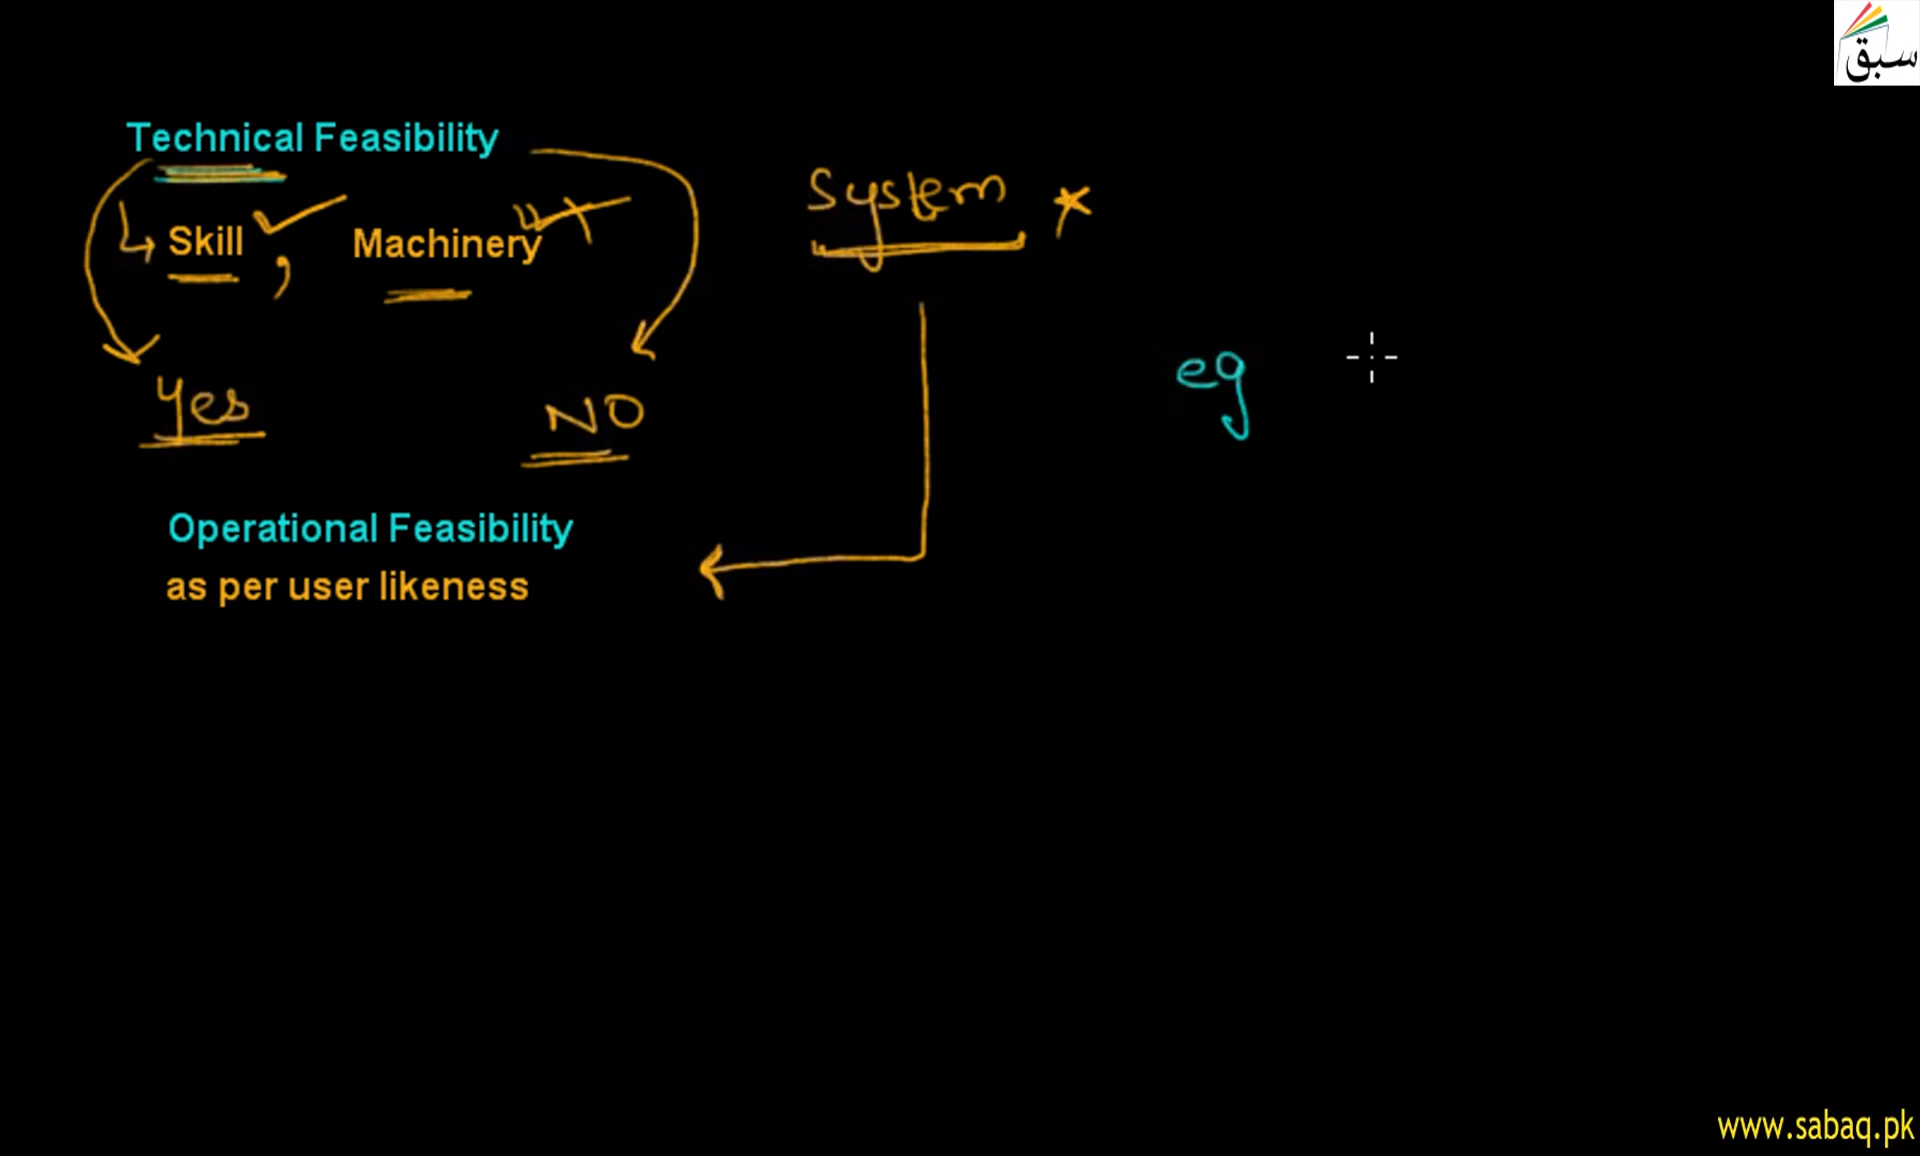 سبق
Technical Feasibility
Skill , Machinery
System
Yes NO
eg
Operational Feasibility
as per user likeness
www.sabaq.pk